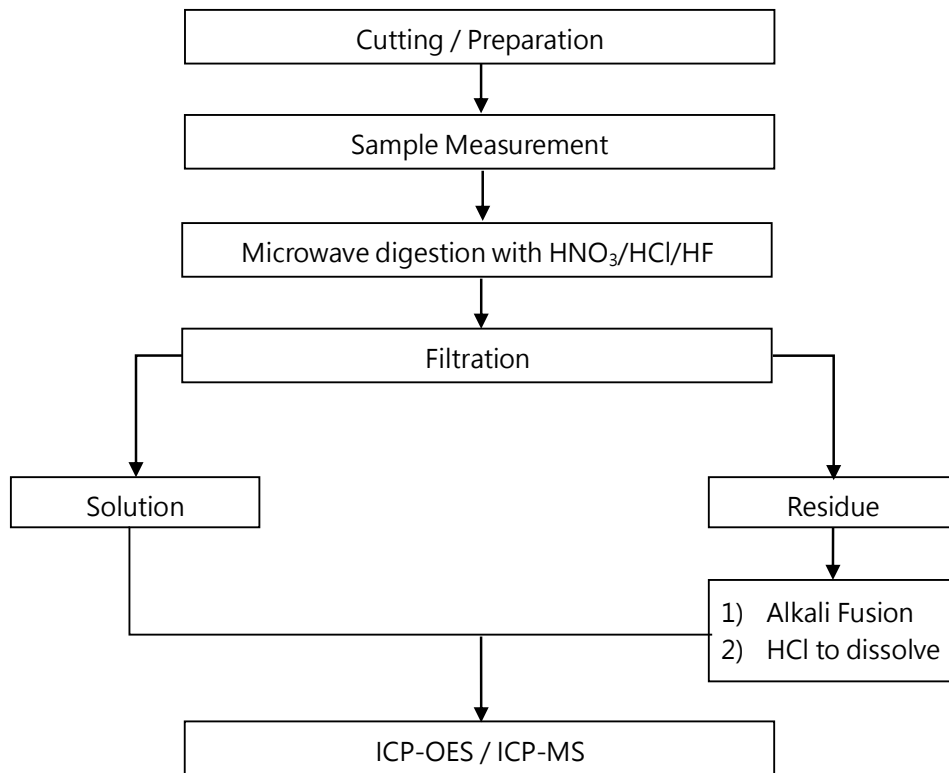 Cutting / Preparation
Sample Measurement
Microwave digestion with HNO₃/HCl/HF
Filtration
Solution
Residue
1) Alkali Fusion
2) HCl to dissolve
ICP-OES / ICP-MS